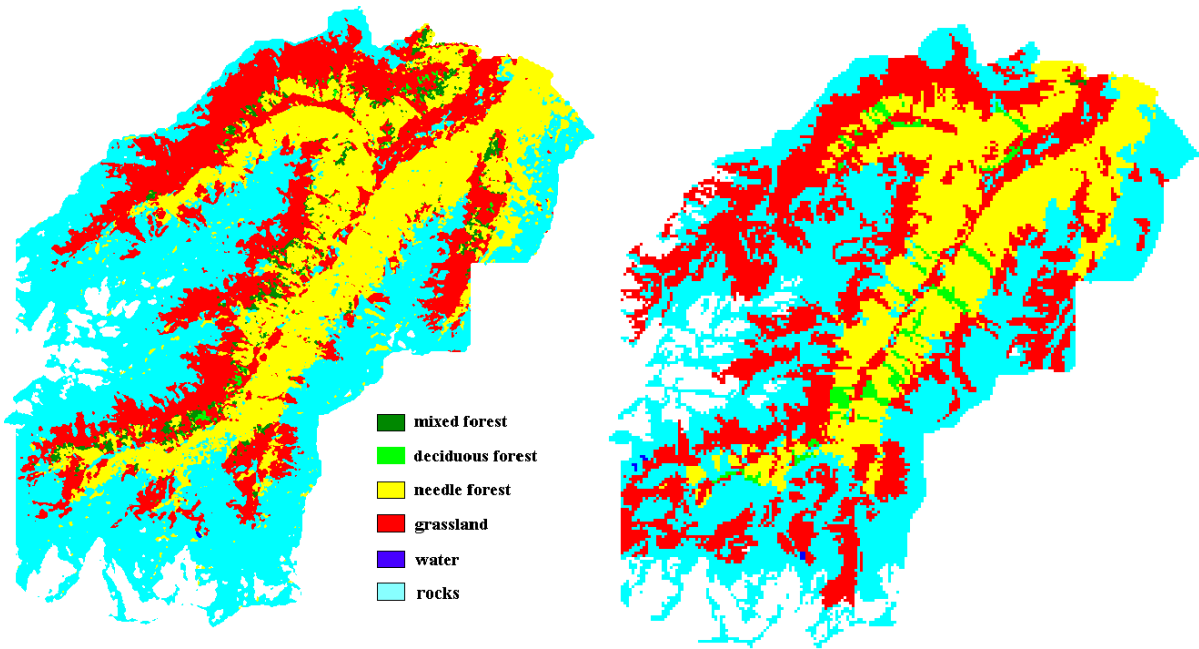 mixed forest
deciduous forest
needle forest
grassland
water
rocks